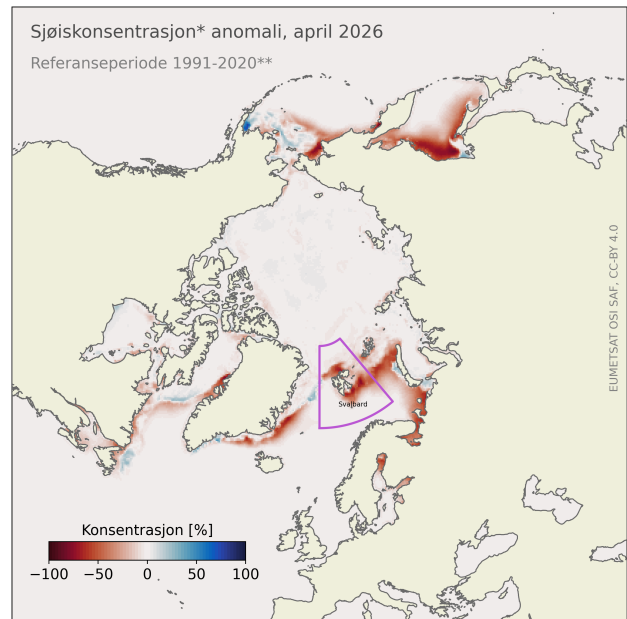 Sjøiskonsentrasjon* anomali, april 2026
Referanseperiode 1991-2020**
EUMETSAT OSI SAF, CC-BY 4.0
Svalbard
Konsentrasjon [%]
−100 −50 0 50 100